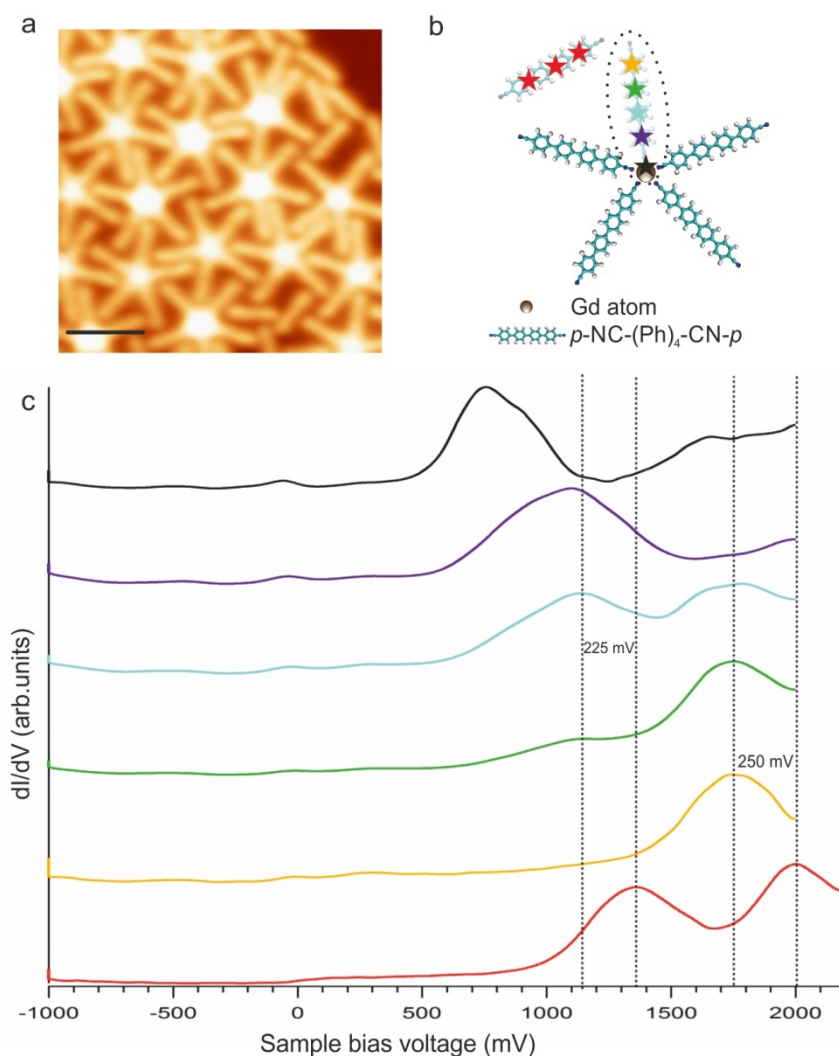 a
b
Gd atom
p-NC-(Ph)₄-CN-p
c
225 mV
250 mV
dI/dV (arb.units)
-1000 -500 0 500 1000 1500 2000
Sample bias voltage (mV)